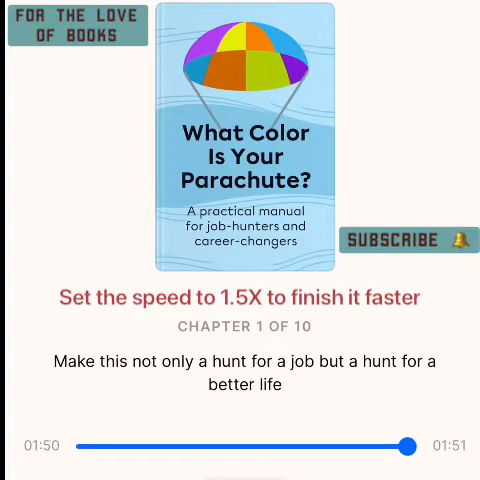 FOR THE LOVE
OF BOOKS
What Color
Is Your
Parachute?
A practical manual
for job-hunters and
career-changers
SUBSCRIBE
Set the speed to 1.5X to finish it faster
CHAPTER 1 OF 10
Make this not only a hunt for a job but a hunt for a
better life
01:50
01:51